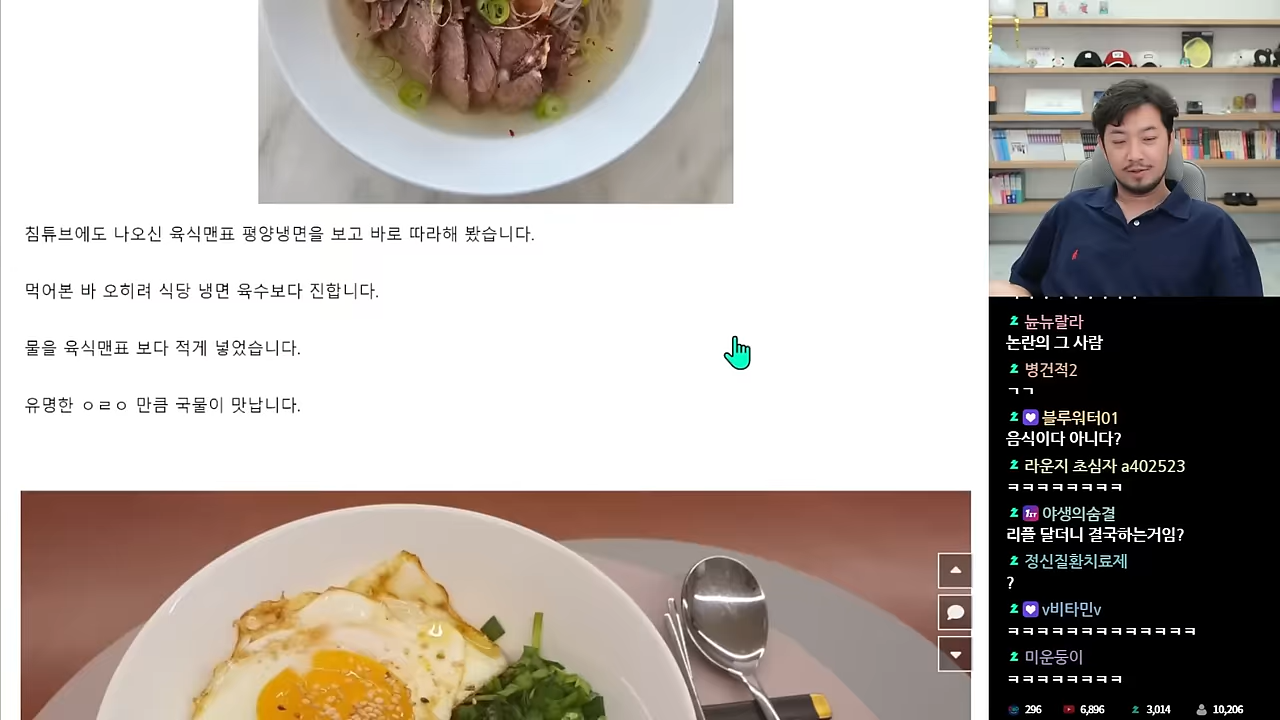 침튜브에도 나오신 육식맨표 평양냉면을 보고 바로 따라해 봤습니다.
먹어본 바 오히려 식당 냉면 육수보다 진합니다.
물을 육식맨표 보다 적게 넣었습니다.
유명한 ㅇㄹㅇ 만큼 국물이 맛납니다.
뉸뉴랄라
논란의 그 사람
병건적2
ㄱㄱ
블루워터01
음식이다 아니다?
라운지 초심자 a402523
ㅋㅋㅋㅋㅋㅋㅋㅋ
야생의숨결
리플 달더니 결국하는거임?
정신질환치료제
?
v비타민v
ㅋㅋㅋㅋㅋㅋㅋㅋㅋㅋㅋㅋㅋ
미운둥이
ㅋㅋㅋㅋㅋㅋㅋㅋ
296 6,896 3,014 10,206